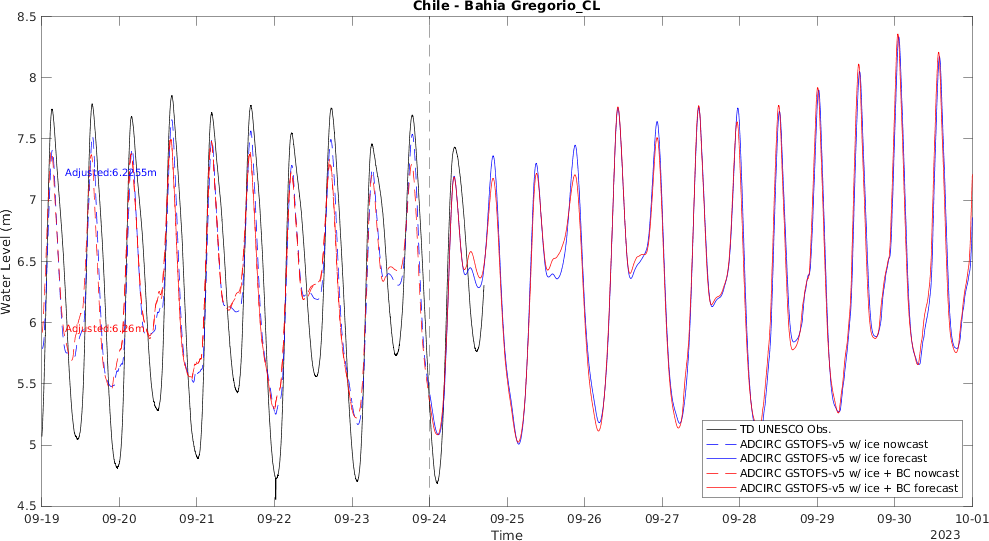 Chile - Bahia Gregorio_CL
8.5
8
7.5
7
6.5
6
5.5
5
4.5
Water Level (m)
Adjusted:6.2255m
Adjusted:6.26m
TD UNESCO Obs.
ADCIRC GSTOFS-v5 w/ ice nowcast
ADCIRC GSTOFS-v5 w/ ice forecast
ADCIRC GSTOFS-v5 w/ ice + BC nowcast
ADCIRC GSTOFS-v5 w/ ice + BC forecast
09-19 09-20 09-21 09-22 09-23 09-24 09-25 09-26 09-27 09-28 09-29 09-30 10-01
Time
2023